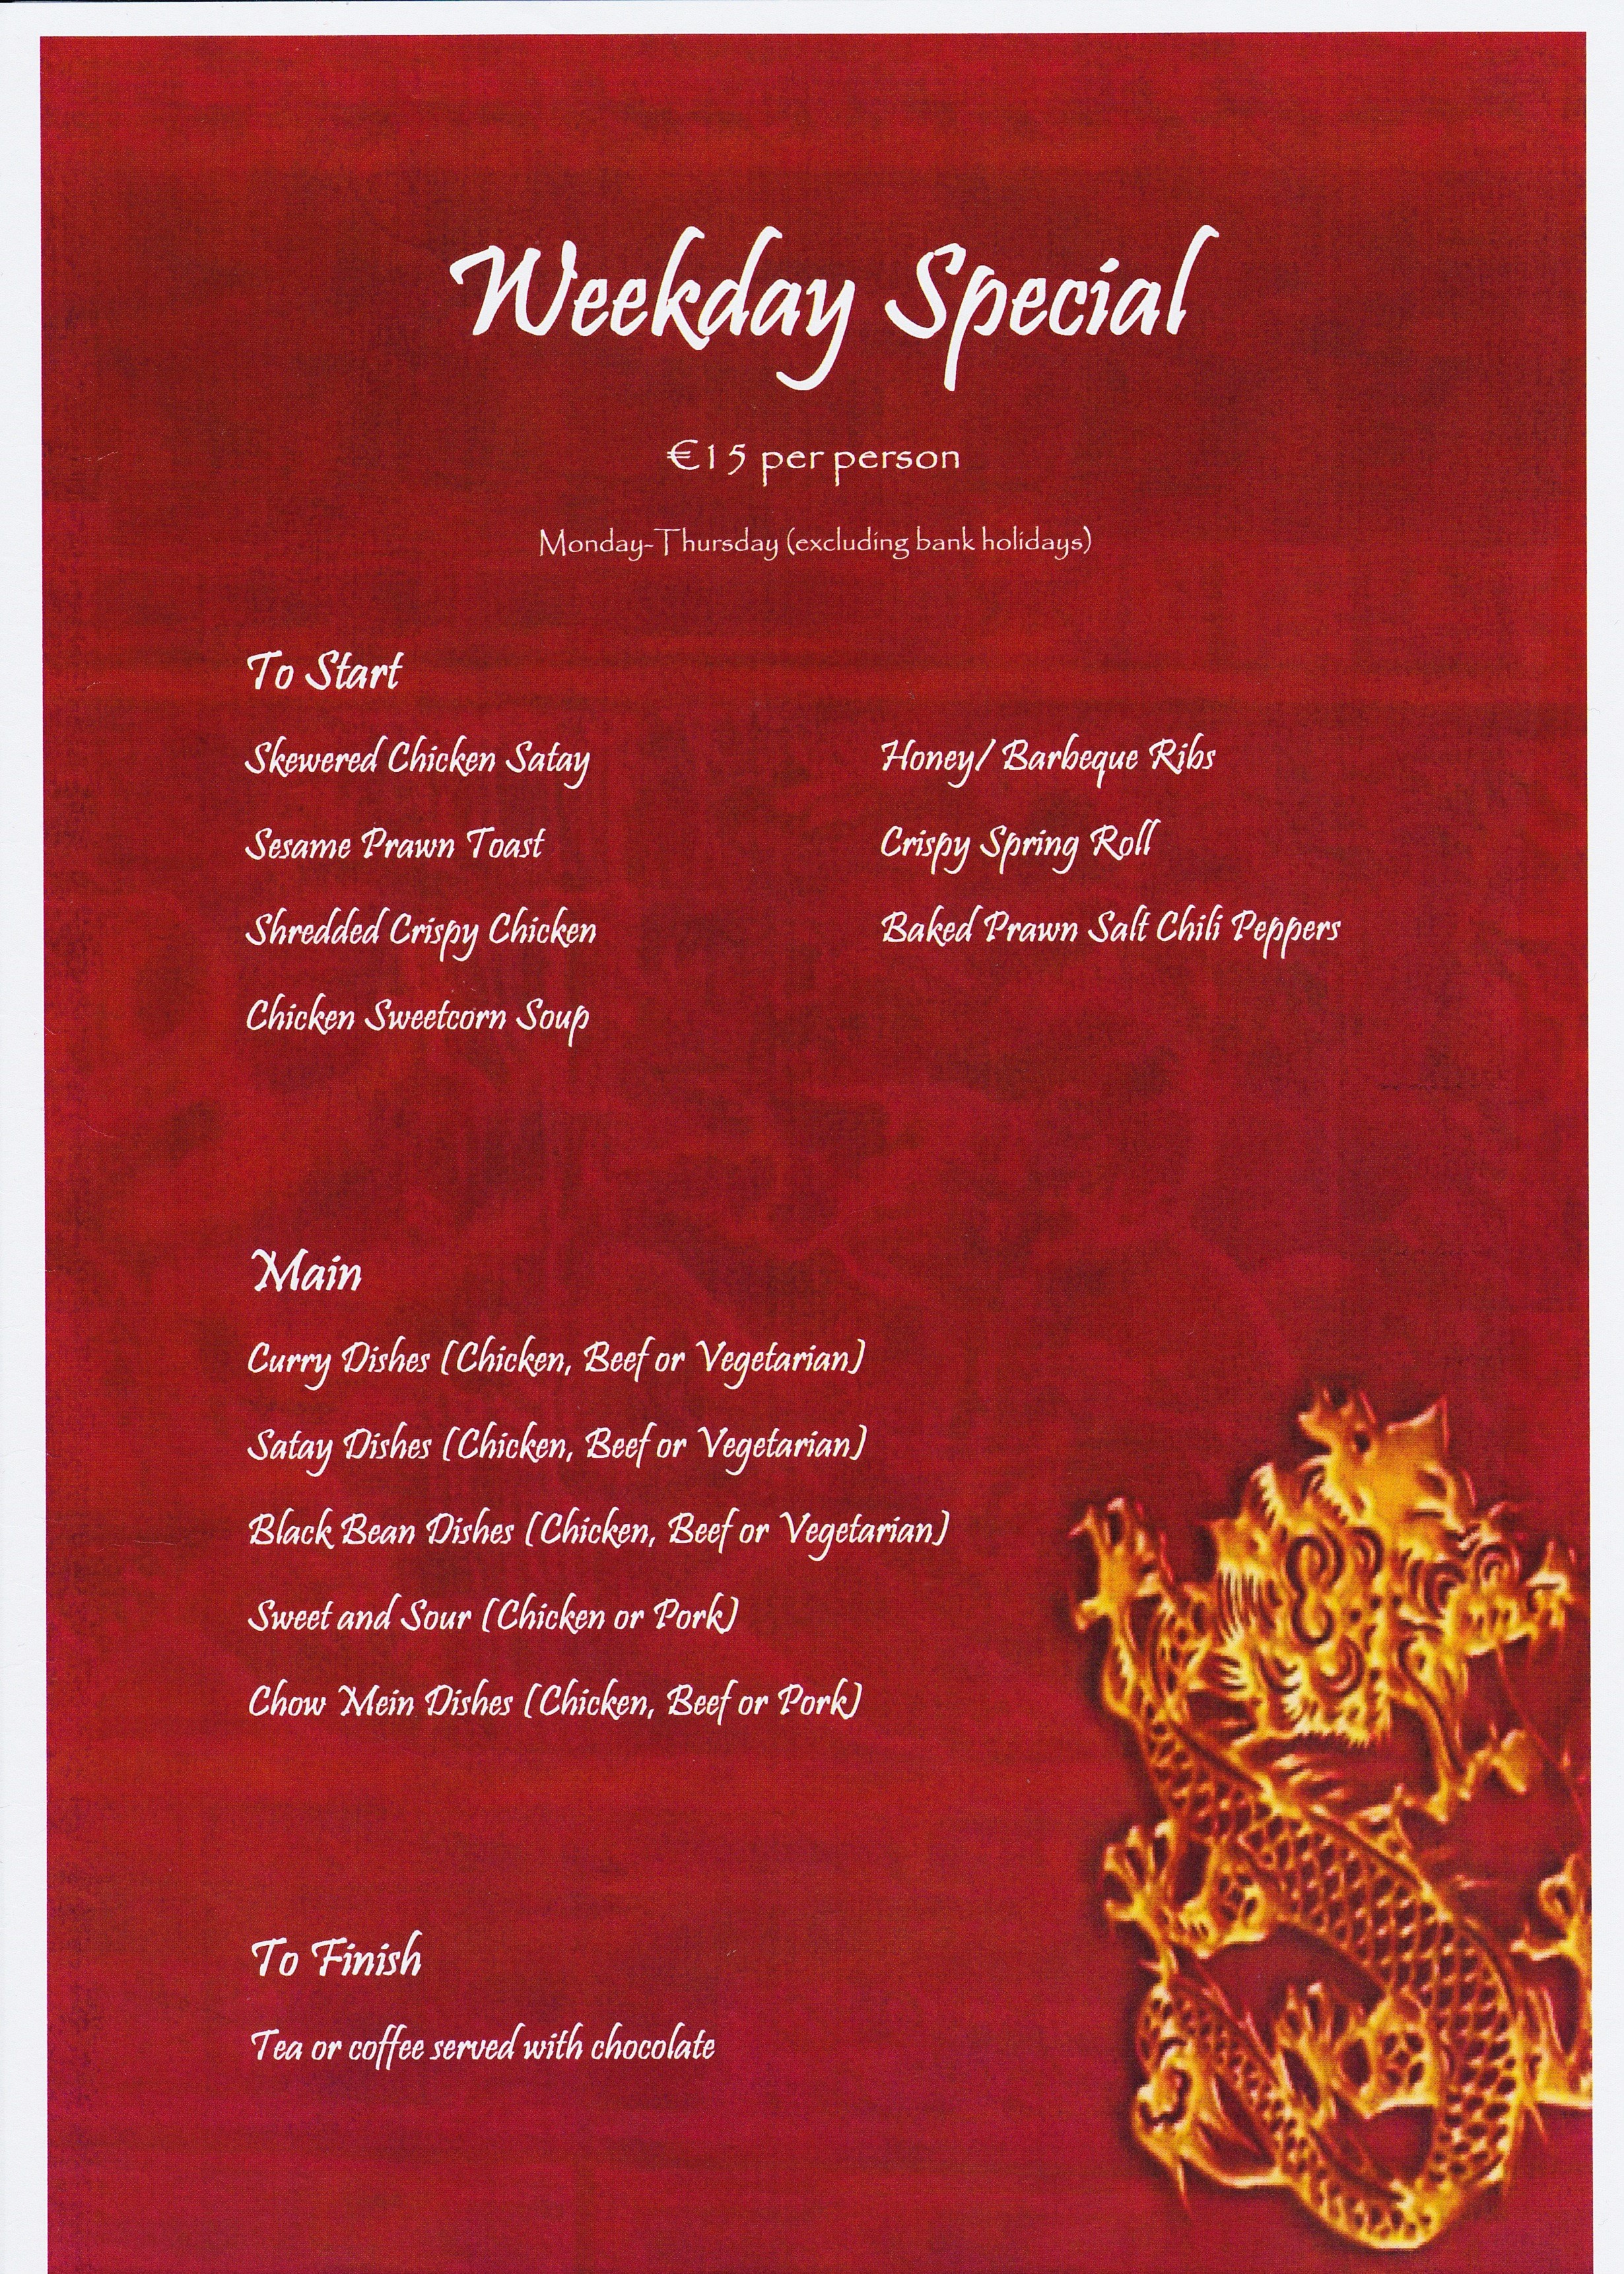 Weekday Special
€15 per person
Monday-Thursday (excluding bank holidays)
To Start
Skewered Chicken Satay
Sesame Prawn Toast
Shredded Crispy Chicken
Chicken Sweetcorn Soup
Honey/ Barbeque Ribs
Crispy Spring Roll
Baked Prawn Salt Chili Peppers
Main
Curry Dishes (Chicken, Beef or Vegetarian)
Satay Dishes (Chicken, Beef or Vegetarian)
Black Bean Dishes (Chicken, Beef or Vegetarian)
Sweet and Sour (Chicken or Pork)
Chow Mein Dishes (Chicken, Beef or Pork)
To Finish
Tea or coffee served with chocolate